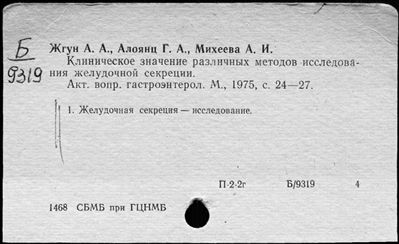 Б
9319
Жгун А. А., Алоянц Г. А., Михеева А. И.
Клиническое значение различных методов исследова-
ния желудочной секреции.
Акт. вопр. гастроэнтерол. М., 1975, с. 24—27.
1. Желудочная секреция — исследование.
П-2-2г Б/9319 4
1468 СБМБ при ГЦНМБ